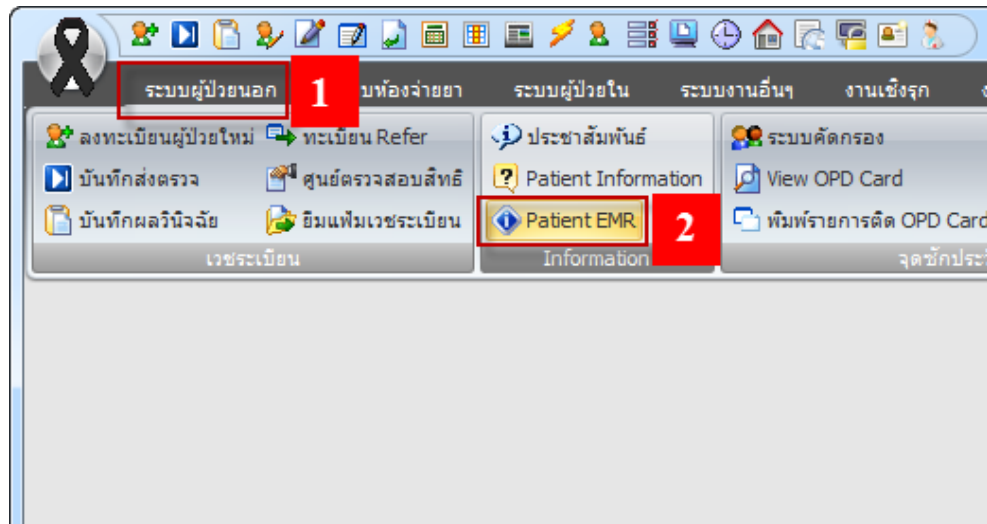 ระบบผู้ป่วยนอก 1 บห้องจ่ายยา ระบบผู้ป่วยใน ระบบงานอื่นๆ งานเชิงรุก
ลงทะเบียนผู้ป่วยใหม่ ทะเบียน Refer ประชาสัมพันธ์ ระบบคัดกรอง
บันทึกส่งตรวจ ศูนย์ตรวจสอบสิทธิ Patient Information View OPD Card
บันทึกผลวินิจฉัย ยืมแฟ้มเวชระเบียน Patient EMR 2 พิมพ์รายการติด OPD Card
เวชระเบียน Information จุดซักประวั